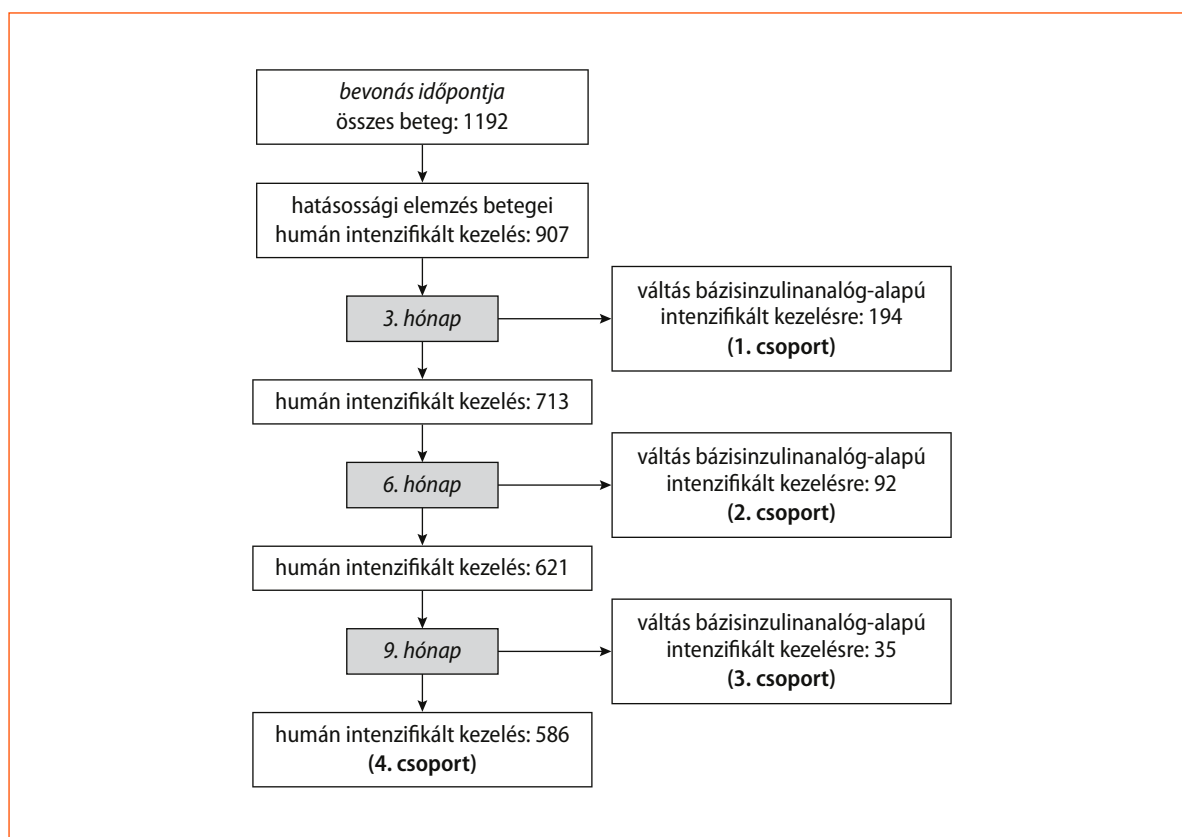 bevonás időpontja
összes beteg: 1192
hatásossági elemzés betegei
humán intenzifikált kezelés: 907
3. hónap
váltás bázisinzulinanalóg-alapú
intenzifikált kezelésre: 194
(1. csoport)
humán intenzifikált kezelés: 713
6. hónap
váltás bázisinzulinanalóg-alapú
intenzifikált kezelésre: 92
(2. csoport)
humán intenzifikált kezelés: 621
9. hónap
váltás bázisinzulinanalóg-alapú
intenzifikált kezelésre: 35
(3. csoport)
humán intenzifikált kezelés: 586
(4. csoport)